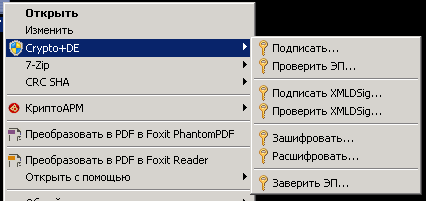 Открыть
Изменить
Crypto+DE
7-Zip
CRC SHA
КриптоАРМ
Преобразовать в PDF в Foxit PhantomPDF
Преобразовать в PDF в Foxit Reader
Открыть с помощью
Подписать...
Проверить ЭП...
Подписать XMLDSig...
Проверить XMLDSig...
Зашифровать...
Расшифровать...
Заверить ЭП...